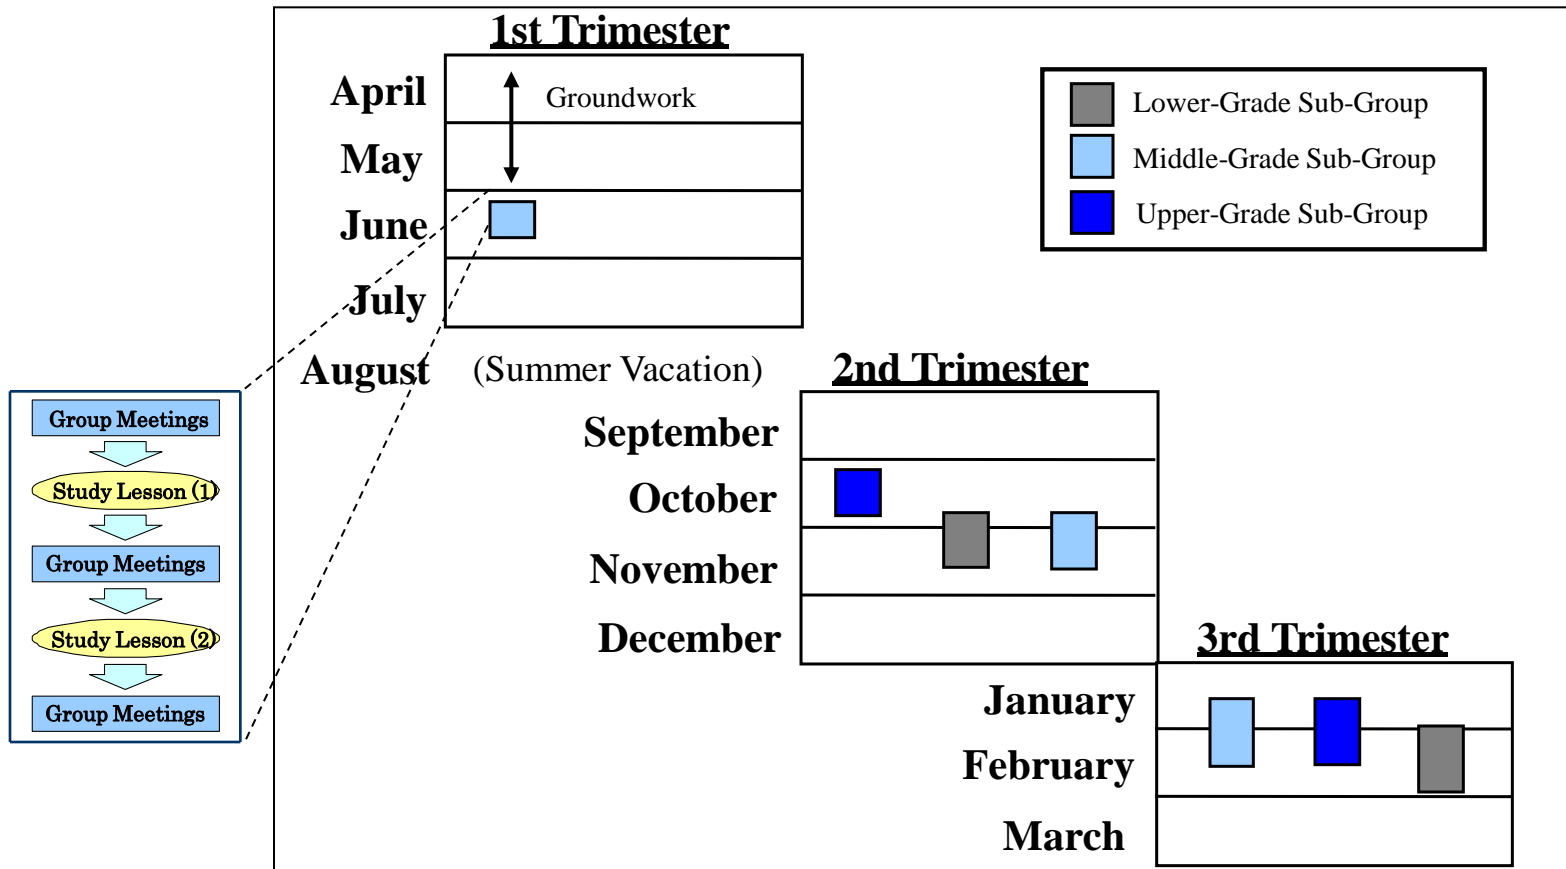 1st Trimester
April
Groundwork
May
June
July
August
(Summer Vacation)
Lower-Grade Sub-Group
Middle-Grade Sub-Group
Upper-Grade Sub-Group
Group Meetings
Study Lesson (1)
Group Meetings
Study Lesson (2)
Group Meetings
2nd Trimester
September
October
November
December
3rd Trimester
January
February
March